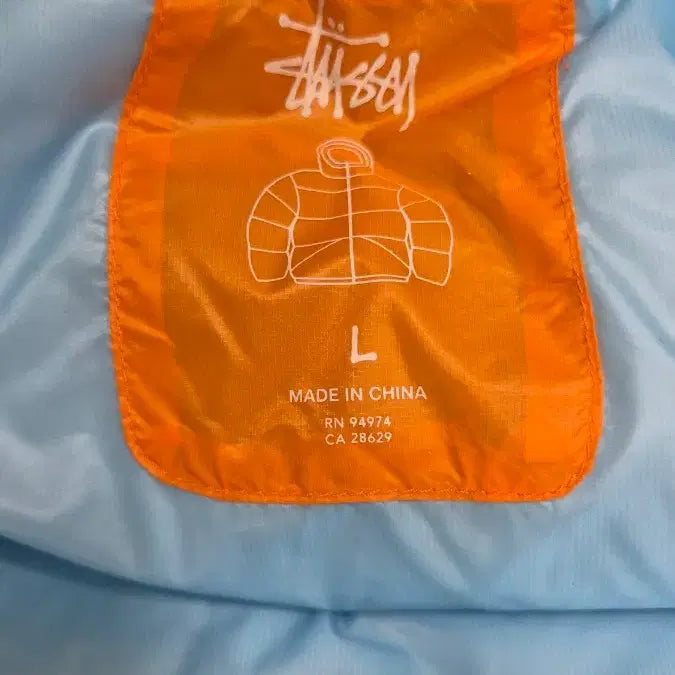 Stüssy
L
MADE IN CHINA
RN 94974
CA 28629